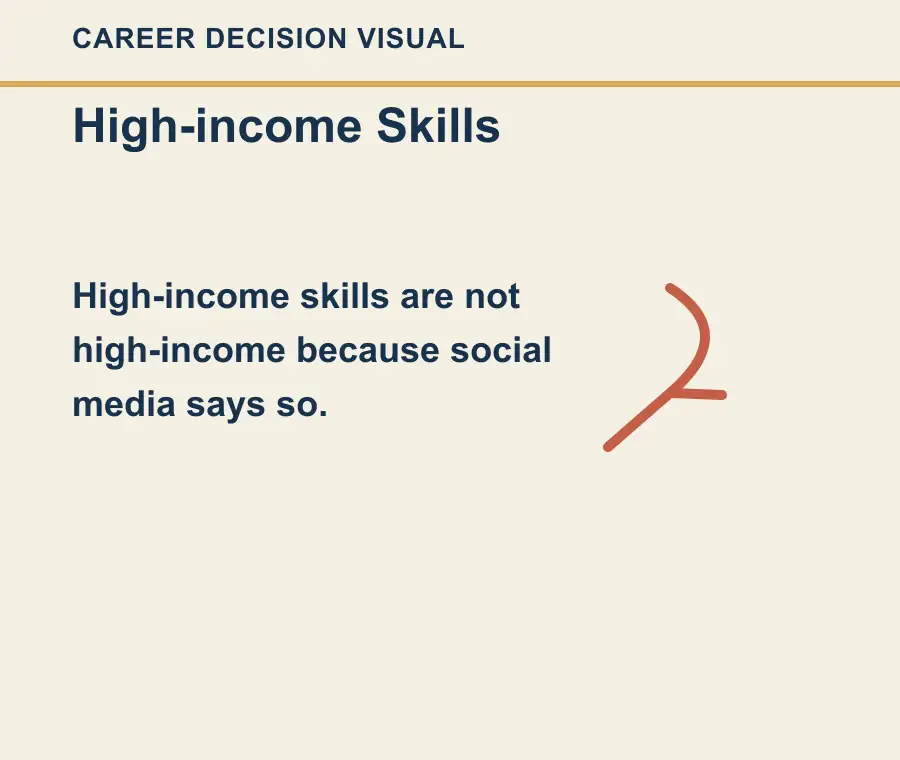 CAREER DECISION VISUAL
High-income Skills
High-income skills are not
high-income because social
media says so.